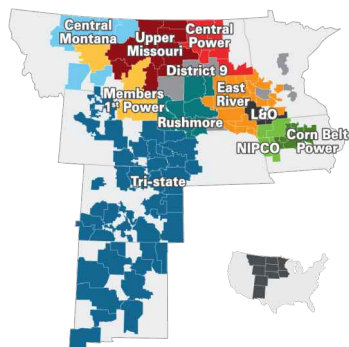 Central
Montana
Upper
Missouri
Central
Power
District 9
Members
1st Power
East
River
Rushmore
L&O
NIPCO
Corn Belt
Power
Tri-state